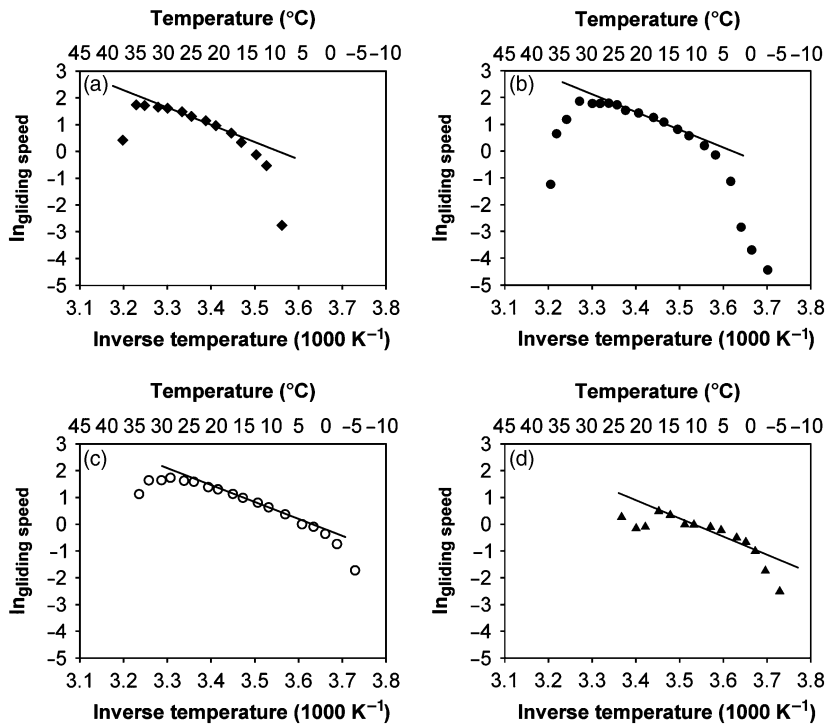 Temperature (°C)
45 40 35 30 25 20 15 10 5 0 −5−10
(a)
3
2
1
0
−1
−2
−3
−4
−5
lngliding speed
3.1 3.2 3.3 3.4 3.5 3.6 3.7 3.8
Inverse temperature (1000 K−1)
Temperature (°C)
45 40 35 30 25 20 15 10 5 0 −5−10
(b)
3
2
1
0
−1
−2
−3
−4
−5
lngliding speed
3.1 3.2 3.3 3.4 3.5 3.6 3.7 3.8
Inverse temperature (1000 K−1)
Temperature (°C)
45 40 35 30 25 20 15 10 5 0 −5−10
(c)
3
2
1
0
−1
−2
−3
−4
−5
lngliding speed
3.1 3.2 3.3 3.4 3.5 3.6 3.7 3.8
Inverse temperature (1000 K−1)
Temperature (°C)
45 40 35 30 25 20 15 10 5 0 −5−10
(d)
3
2
1
0
−1
−2
−3
−4
−5
lngliding speed
3.1 3.2 3.3 3.4 3.5 3.6 3.7 3.8
Inverse temperature (1000 K−1)